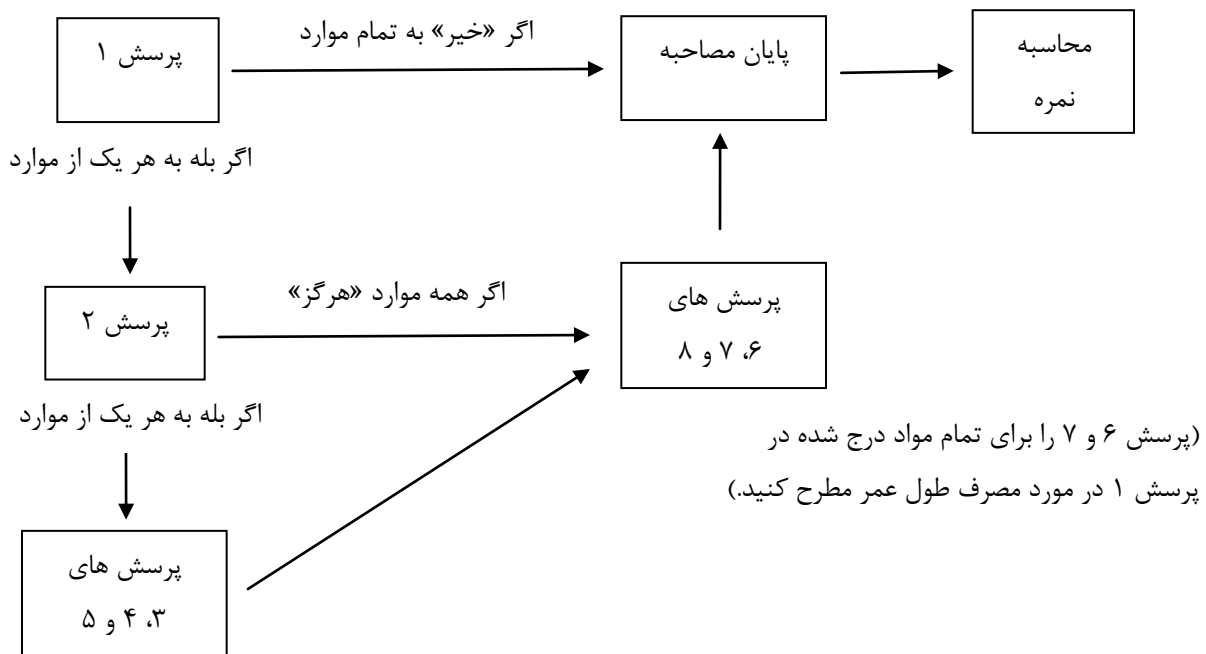 پرسش ۱
اگر «خیر» به تمام موارد
پایان مصاحبه
محاسبه
نمره
اگر بله به هر یک از موارد
پرسش ۲
اگر همه موارد «هرگز»
پرسش های
۶، ۷ و ۸
اگر بله به هر یک از موارد
(پرسش ۶ و ۷ را برای تمام مواد درج شده در
پرسش ۱ در مورد مصرف طول عمر مطرح کنید.)
پرسش های
۳، ۴ و ۵